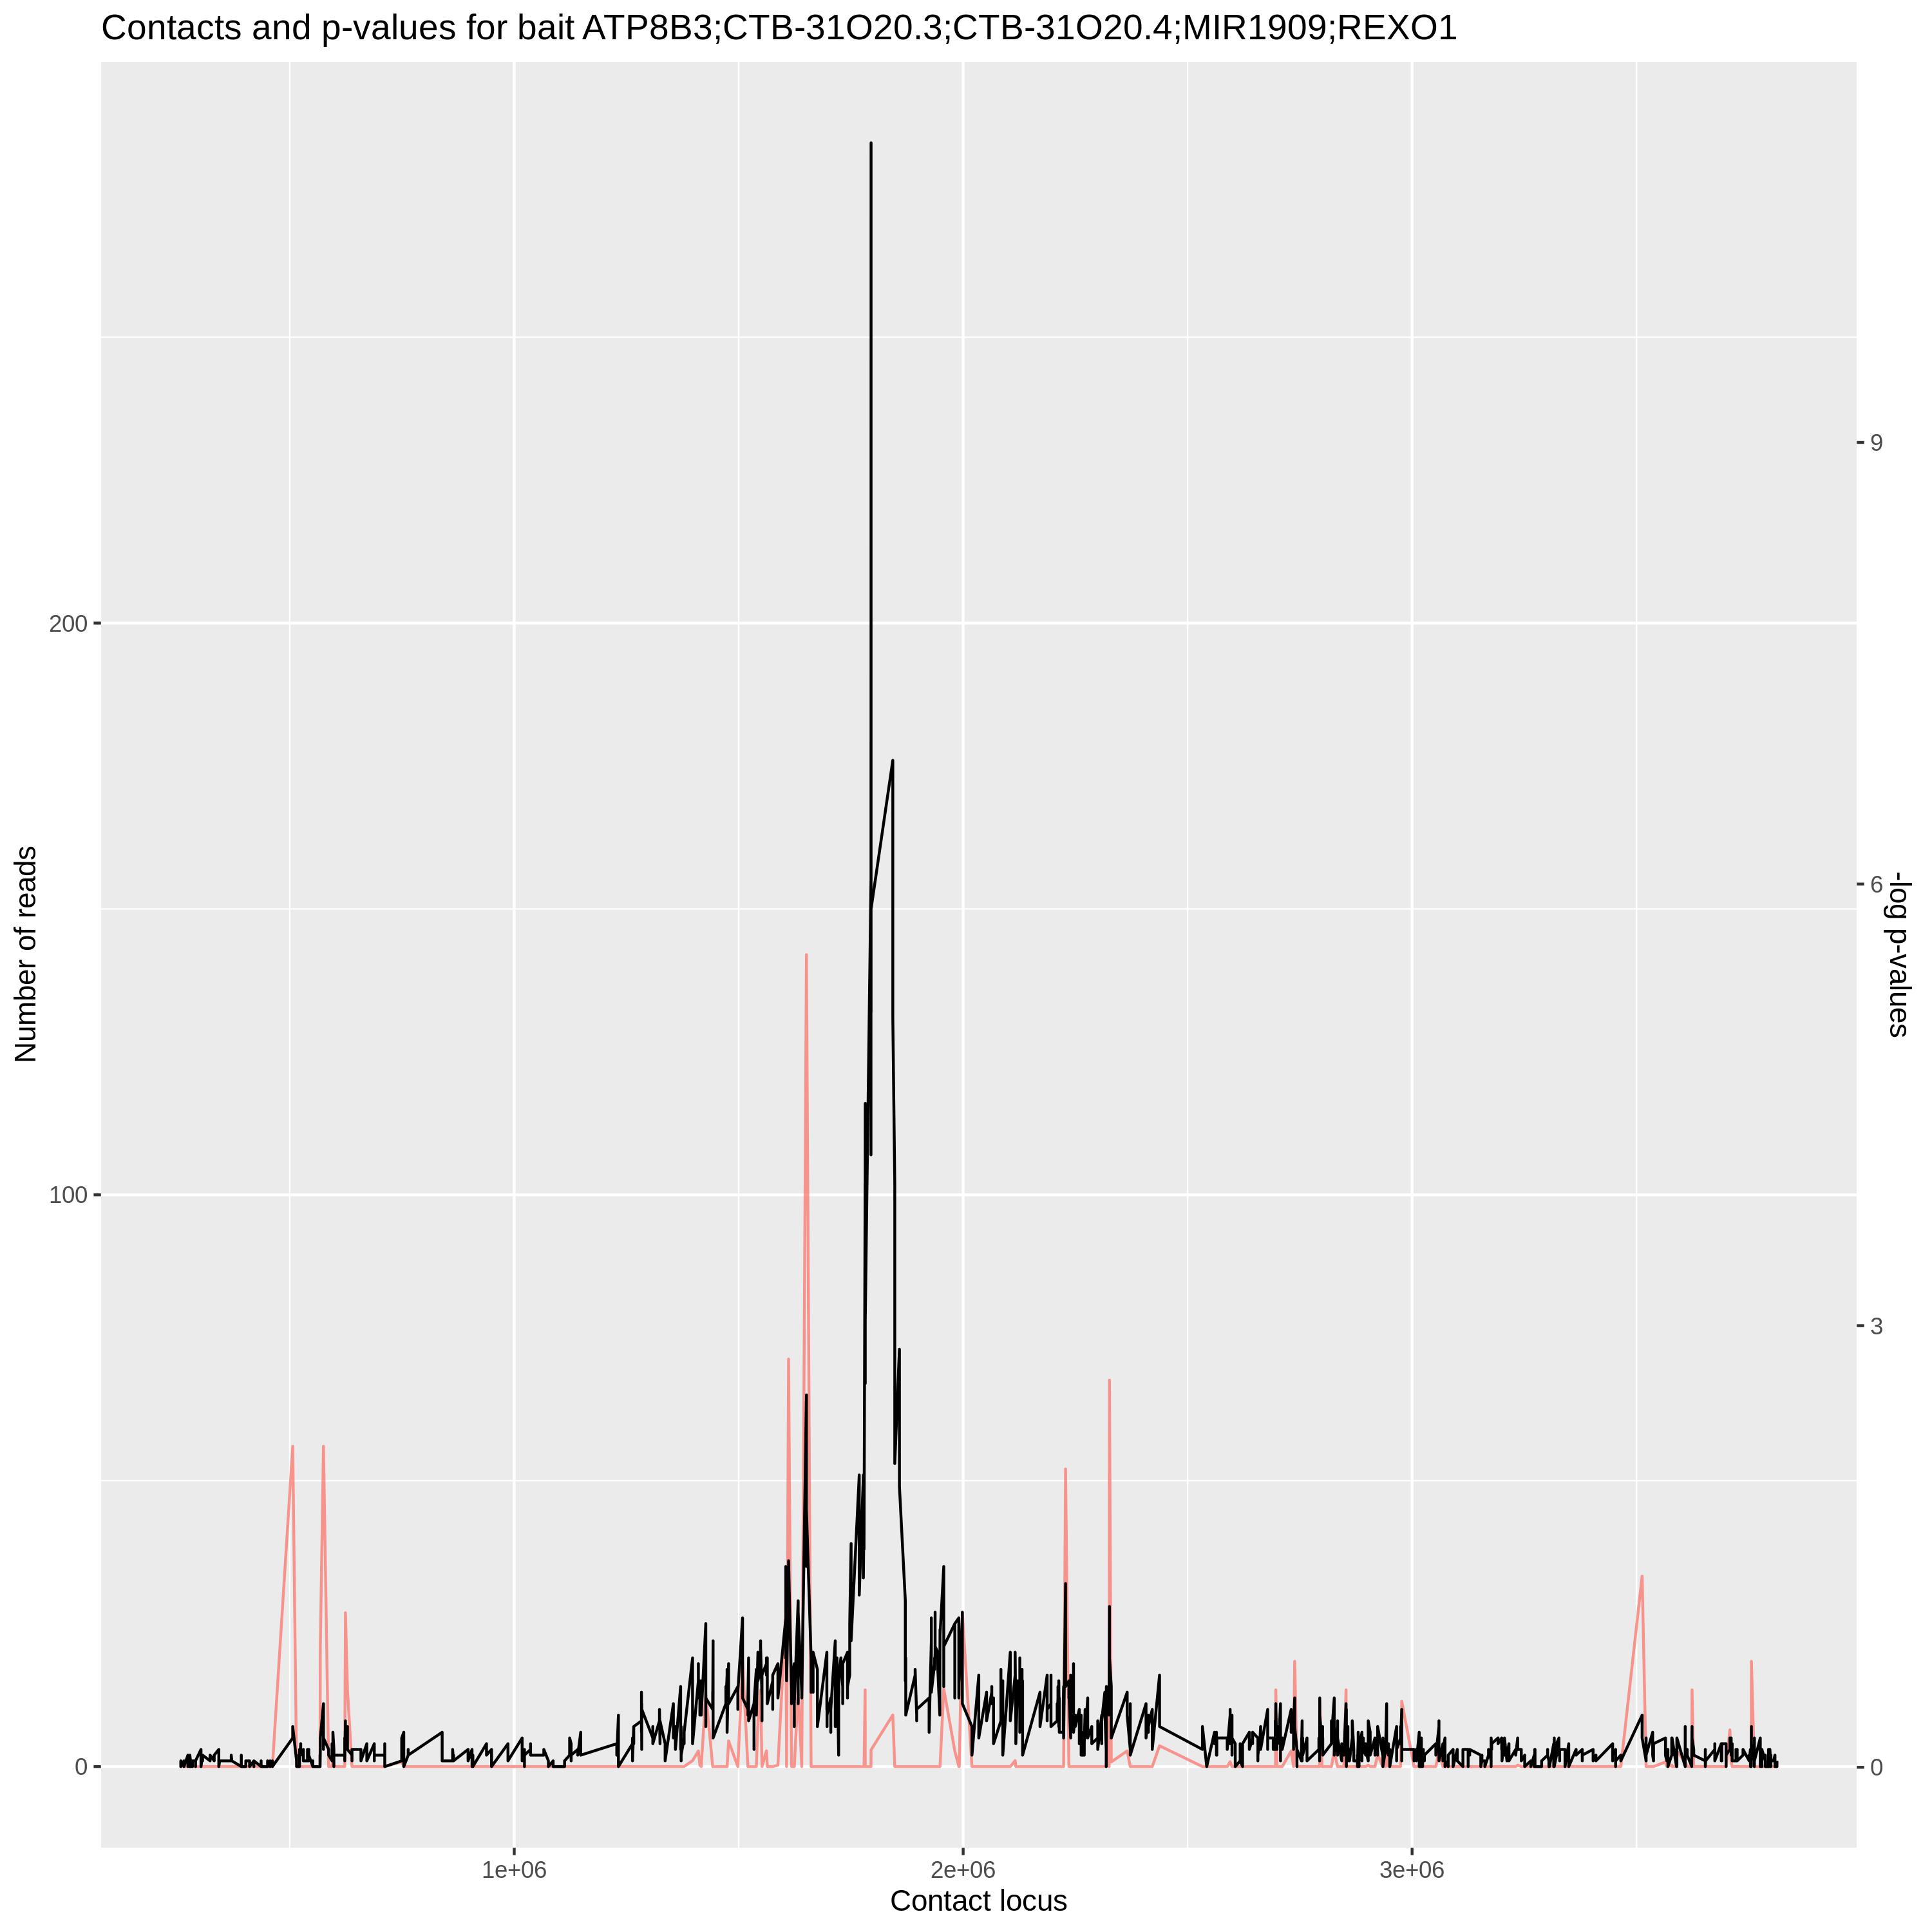 Contacts and p-values for bait ATP8B3;CTB-31O20.3;CTB-31O20.4;MIR1909;REXO1
200
100
0
Number of reads
9
6
3
0
-log p-values
1e+06
2e+06
3e+06
Contact locus